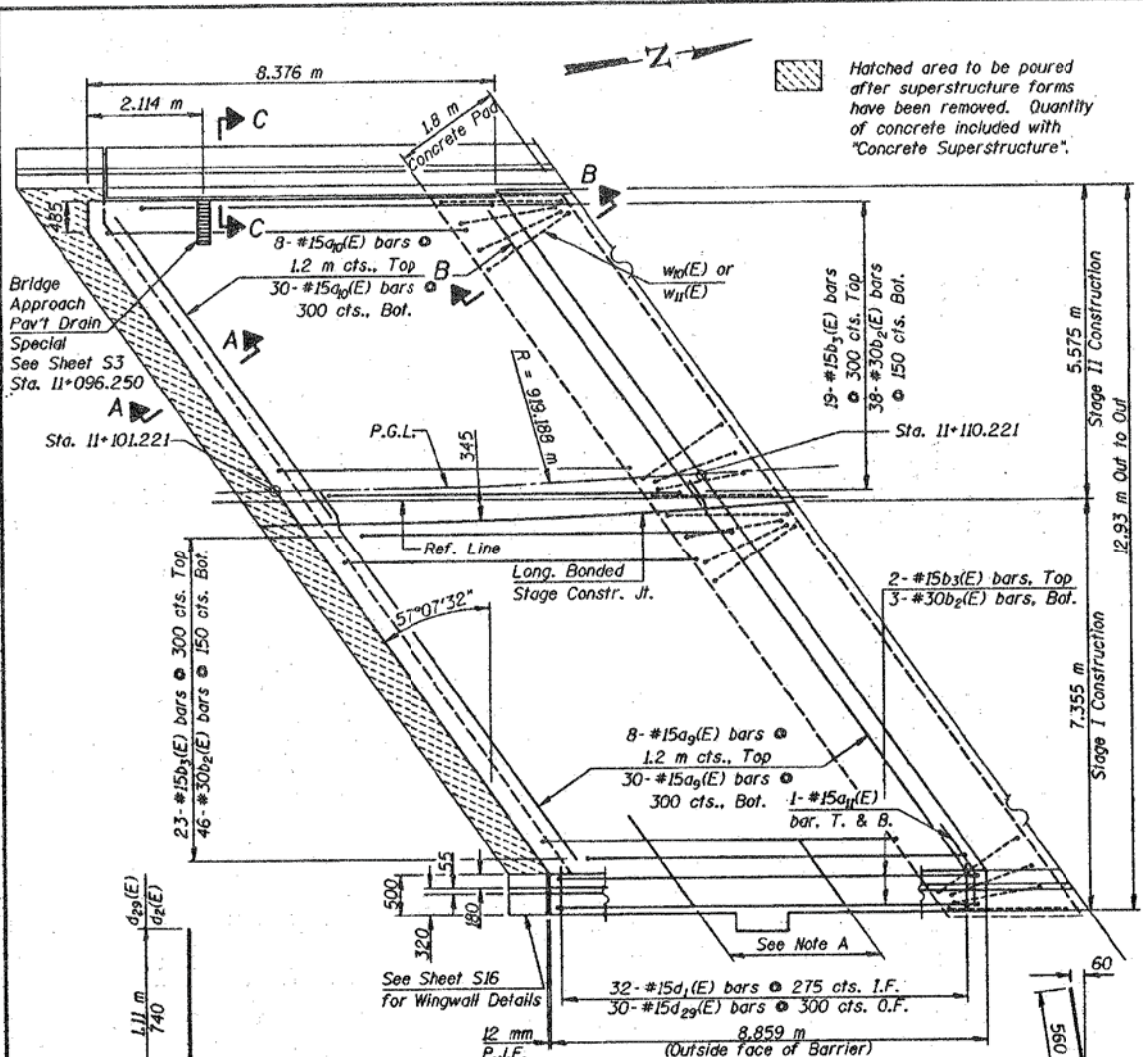 8.376 m
2.114 m
C
1.8 m
Concrete Pad
N
Hatched area to be poured
after superstructure forms
have been removed. Quantity
of concrete included with
"Concrete Superstructure".
B
485
C
8- #15a10(E) bars @
1.2 m cts., Top
30- #15a10(E) bars @
300 cts., Bot.
B
w10(E) or
w11(E)
Bridge
Approach
Pav't Drain
Special
See Sheet S3
Sta. 11+096.250
A
A
Sta. 11+101.221
P.G.L.
345
R = 919.188 m
19- #15b3(E) bars
@ 300 cts. Top
38- #30b2(E) bars
@ 150 cts. Bot.
5.575 m
Stage II Construction
12.93 m Out to Out
Sta. 11+110.221
Ref. Line
Long. Bonded
Stage Constr. Jt.
57°07'32"
23- #15b3(E) bars @ 300 cts. Top
46- #30b2(E) bars @ 150 cts. Bot.
2- #15b3(E) bars, Top
3- #30b2(E) bars, Bot.
7.355 m
Stage I Construction
8- #15a9(E) bars @
1.2 m cts., Top
30- #15a9(E) bars @
300 cts., Bot.
1- #15a11(E)
bar, T. & B.
500
155
180
320
d29(E)
d2(E)
1.11 m
740
See Note A
See Sheet S16
for Wingwall Details
32- #15d1(E) bars @ 275 cts. I.F.
30- #15d29(E) bars @ 300 cts. O.F.
12 mm
P.J.F.
8.859 m
(Outside face of Barrier)
60
560